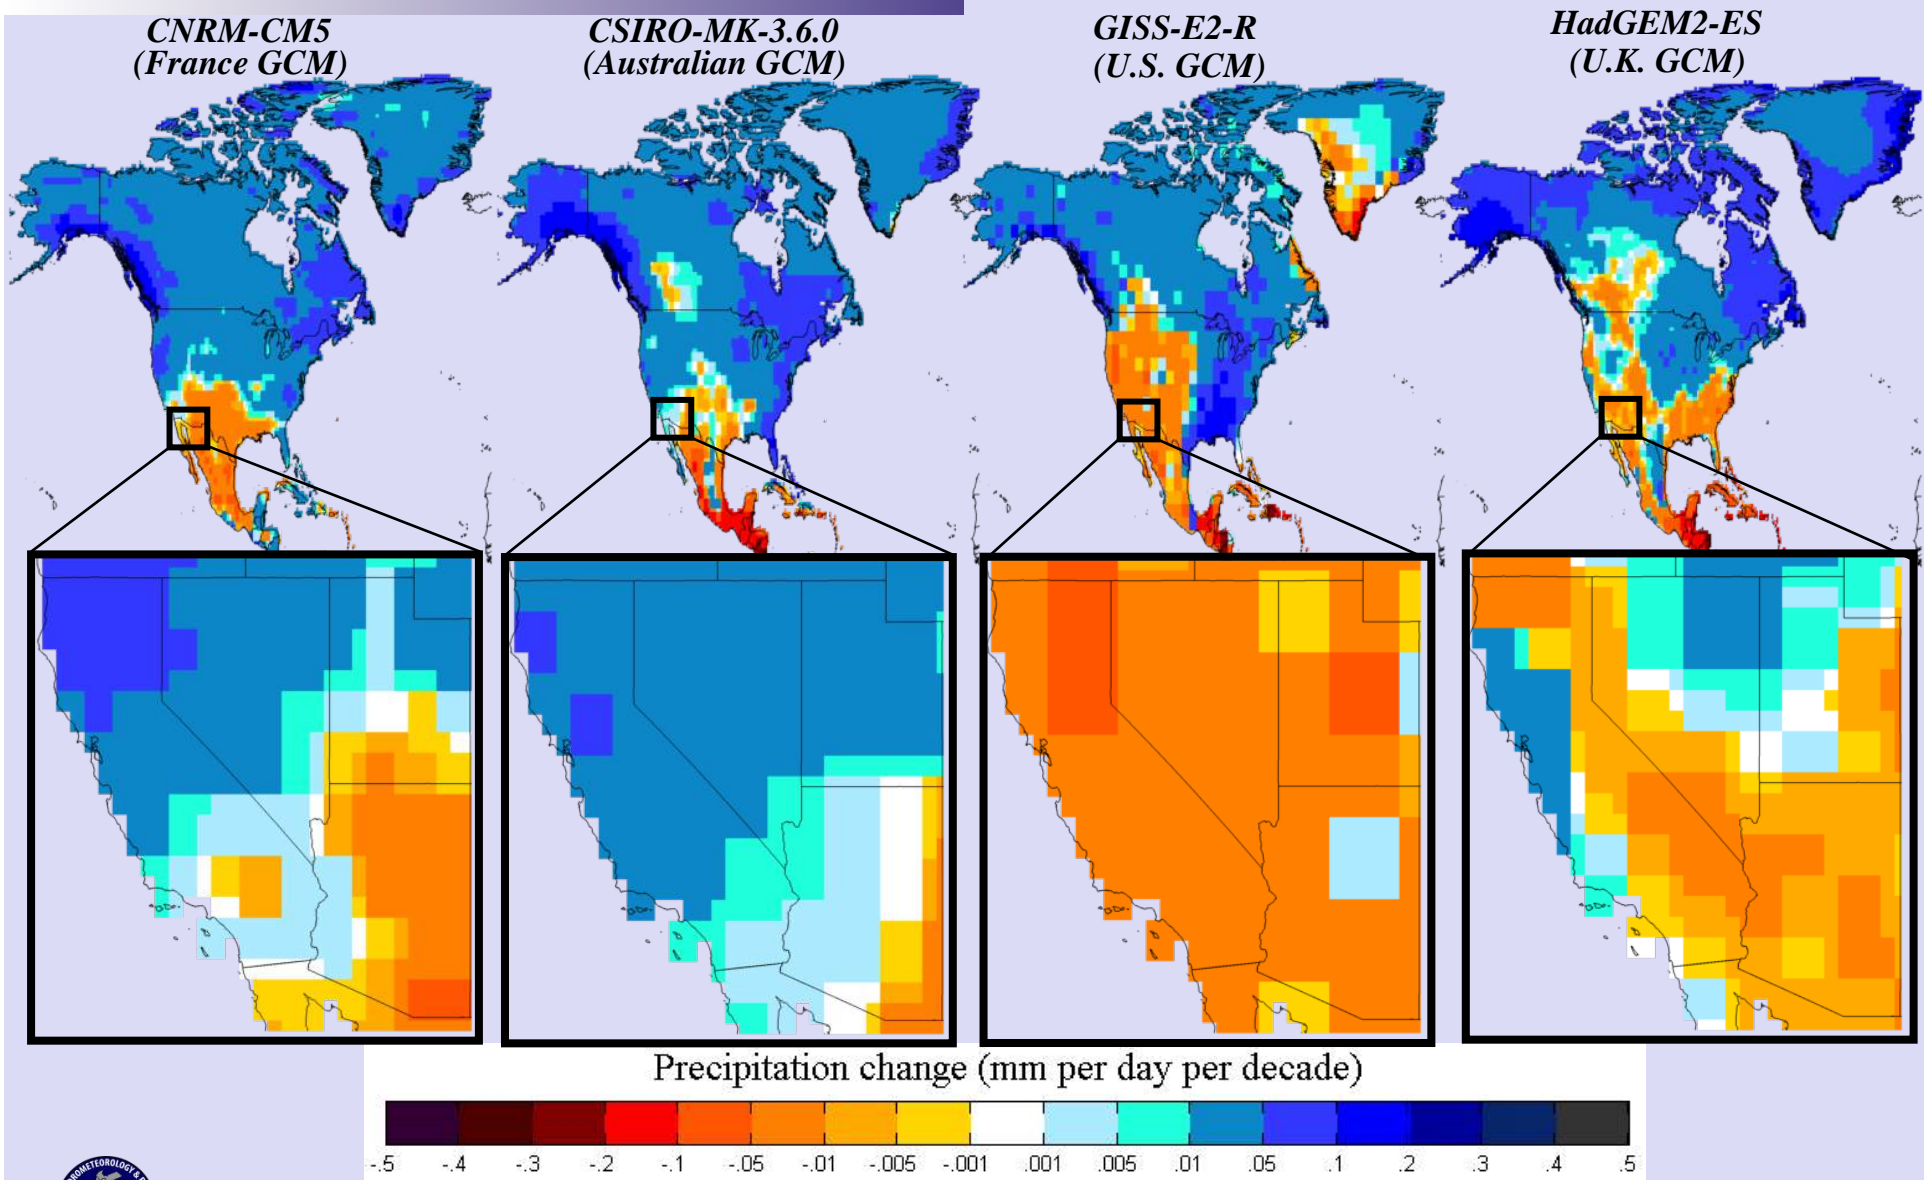 CNRM-CM5
(France GCM)
CSIRO-MK-3.6.0
(Australian GCM)
GISS-E2-R
(U.S. GCM)
HadGEM2-ES
(U.K. GCM)
Precipitation change (mm per day per decade)
-.5 -.4 -.3 -.2 -.1 -.05 -.01 -.005 -.001 .001 .005 .01 .05 .1 .2 .3 .4 .5